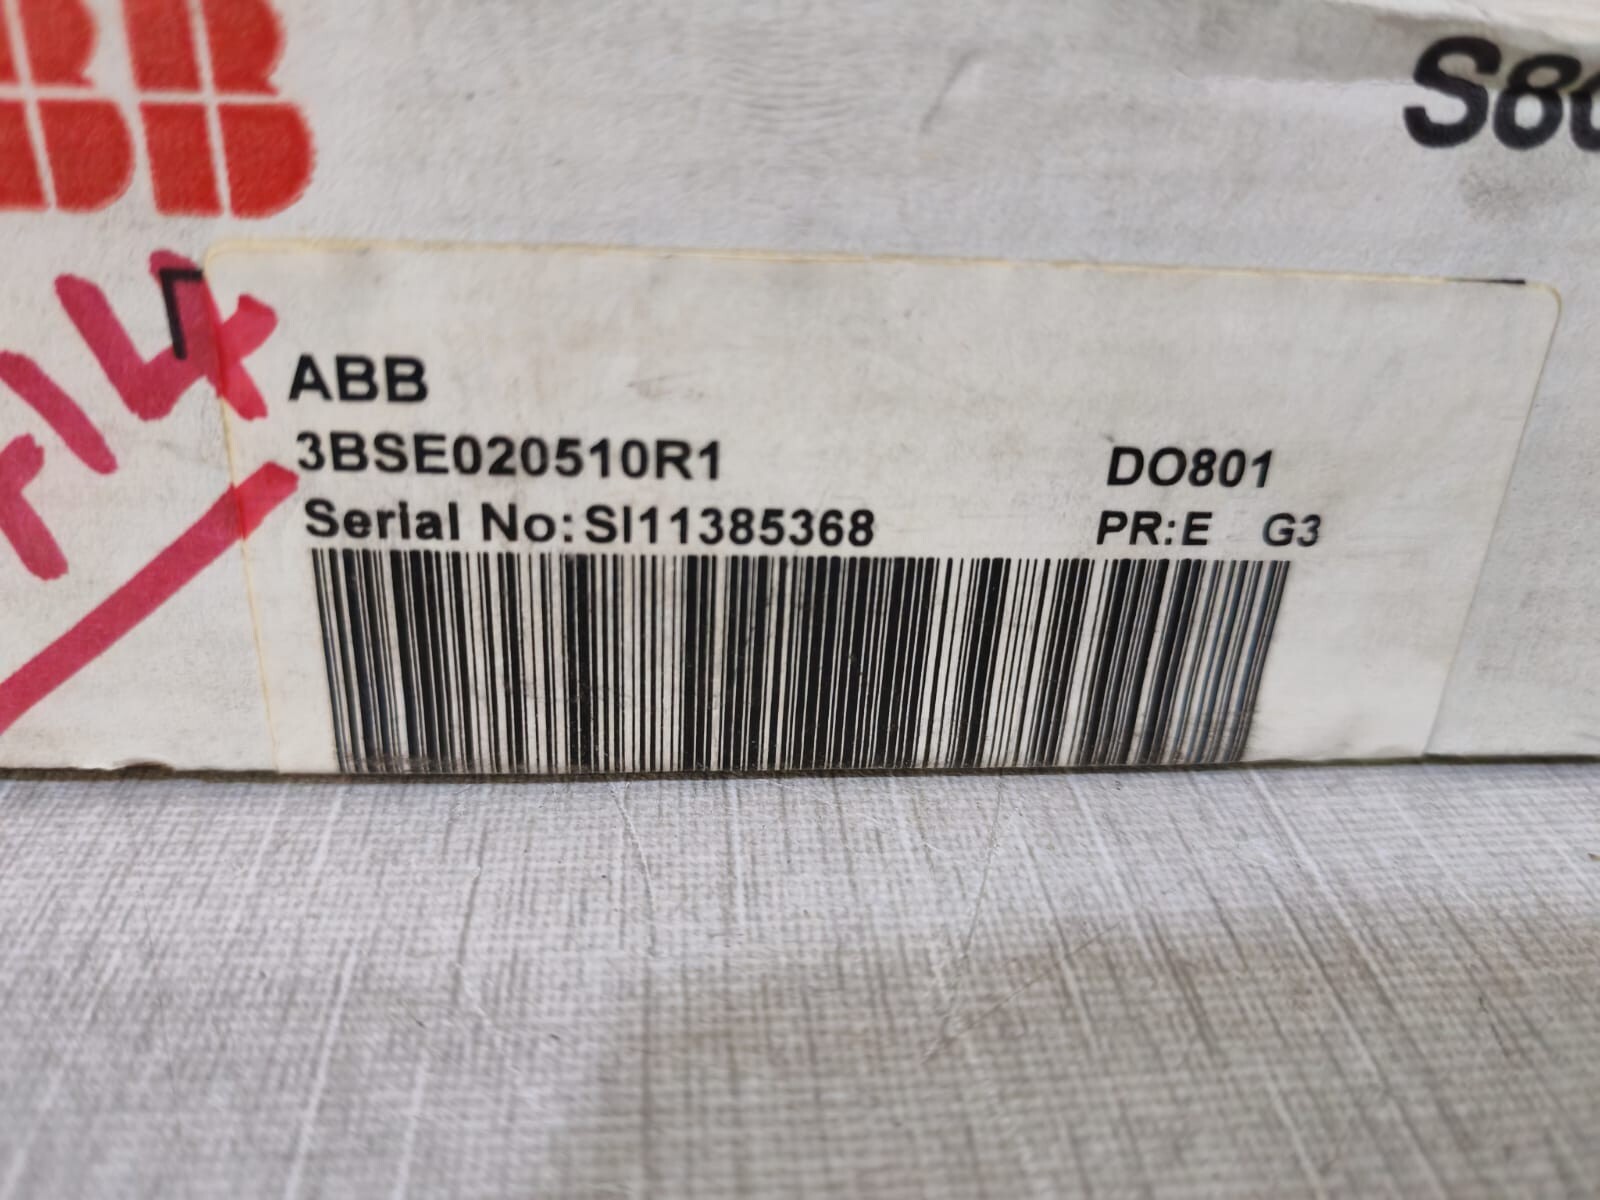 ABB
3BSE020510R1 DO801
Serial No:SI11385368 PR:E G3